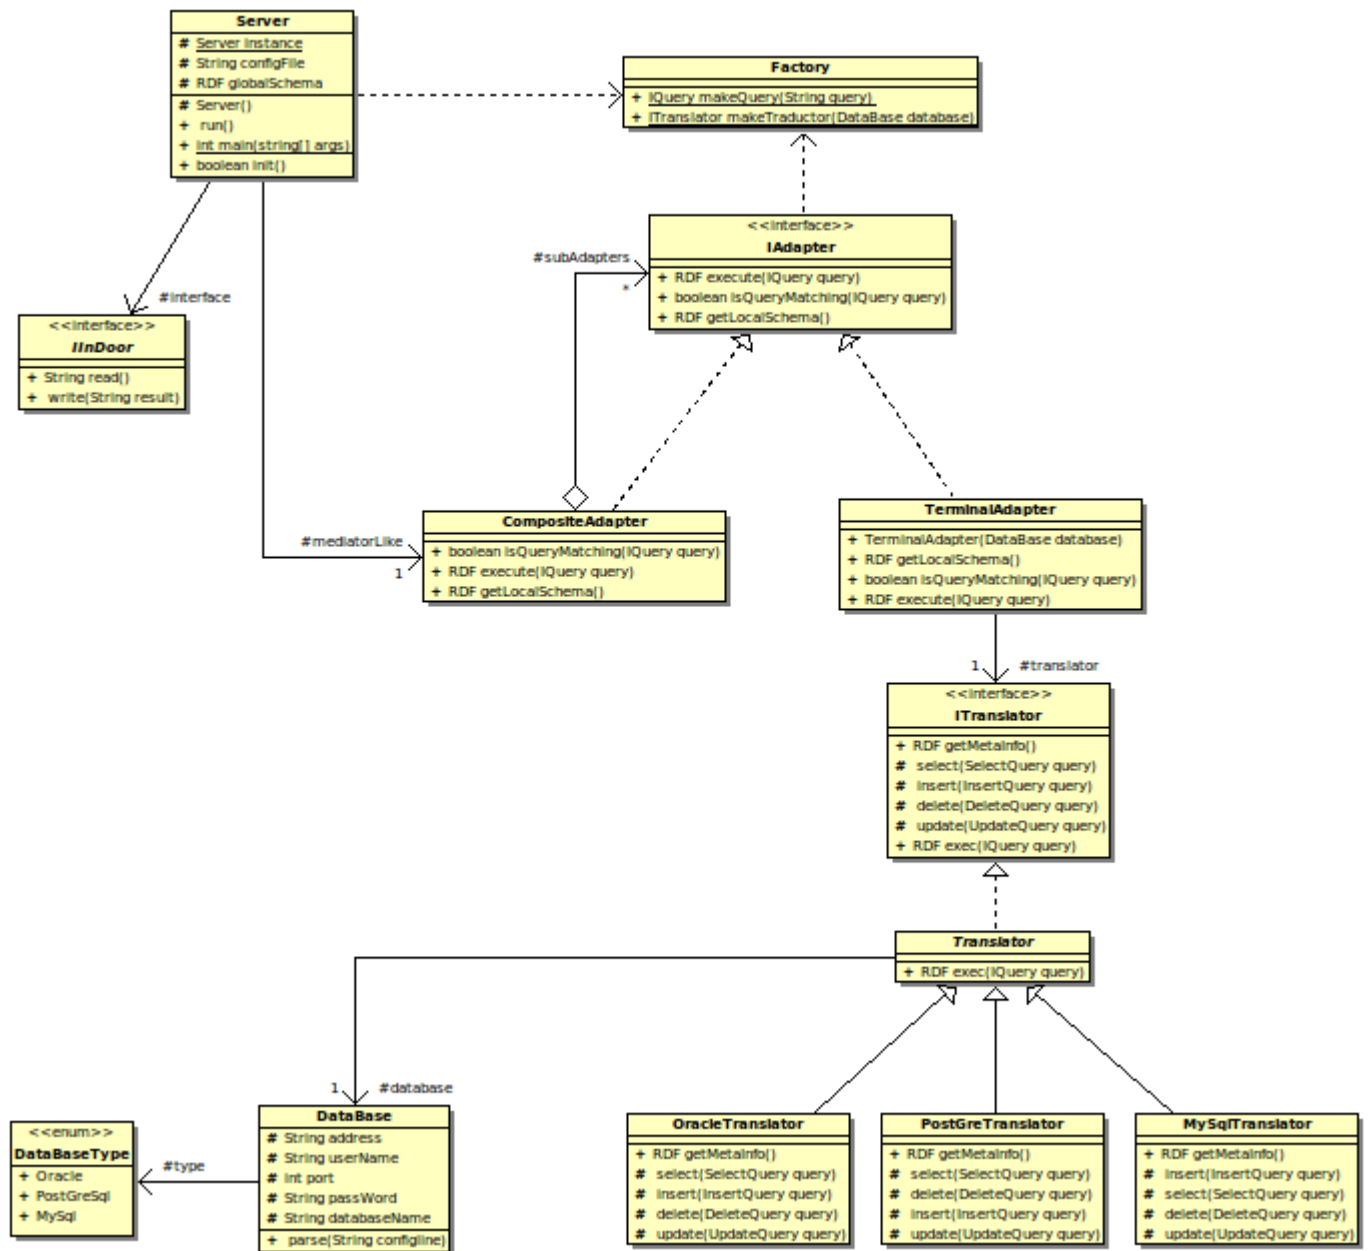 Server
# Server instance
# String configFile
# RDF globalSchema
# Server()
+ run()
+ int main(string[] args)
+ boolean init()
Factory
+ IQuery makeQuery(String query)
+ ITranslator makeTraductor(DataBase database)
<<interface>>
IAdapter
+ RDF execute(IQuery query)
+ boolean isQueryMatching(IQuery query)
+ RDF getLocalSchema()
#subAdapters
*
#interface
<<interface>>
IInDoor
+ String read()
+ write(String result)
#mediatorLike
1
CompositeAdapter
+ boolean isQueryMatching(IQuery query)
+ RDF execute(IQuery query)
+ RDF getLocalSchema()
TerminalAdapter
+ TerminalAdapter(DataBase database)
+ RDF getLocalSchema()
+ boolean isQueryMatching(IQuery query)
+ RDF execute(IQuery query)
1 #translator
<<interface>>
ITranslator
+ RDF getMetaInfo()
# select(SelectQuery query)
# insert(InsertQuery query)
# delete(DeleteQuery query)
# update(UpdateQuery query)
+ RDF exec(IQuery query)
Translator
+ RDF exec(IQuery query)
1 #database
DataBase
# String address
# String userName
# int port
# String passWord
# String databaseName
+ parse(String configline)
#type
<<enum>>
DataBaseType
+ Oracle
+ PostGreSql
+ MySql
OracleTranslator
+ RDF getMetaInfo()
# select(SelectQuery query)
# insert(InsertQuery query)
# delete(DeleteQuery query)
# update(UpdateQuery query)
PostGreTranslator
+ RDF getMetaInfo()
# select(SelectQuery query)
# delete(DeleteQuery query)
# insert(InsertQuery query)
# update(UpdateQuery query)
MySqlTranslator
+ RDF getMetaInfo()
# insert(InsertQuery query)
# select(SelectQuery query)
# delete(DeleteQuery query)
# update(UpdateQuery query)